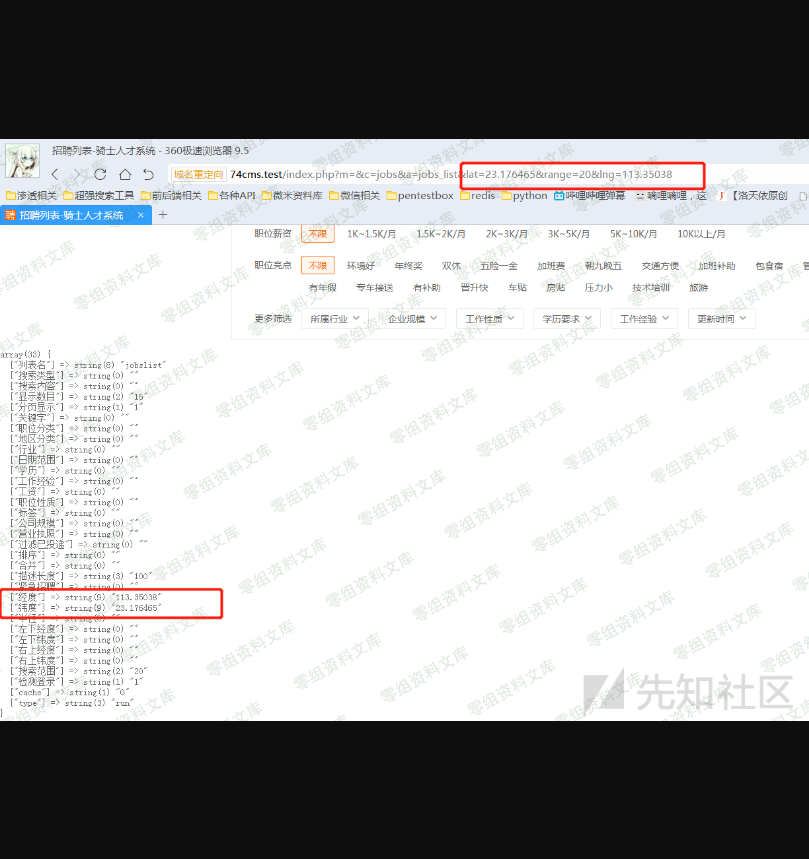 招聘列表-骑士人才系统 - 360极速浏览器 9.5
域名重定向 74cms.test/index.php?m=&c=jobs&a=jobs_list&lat=23.176465&range=20&lng=113.35038
渗透相关 超强搜索工具 前后端相关 各种API 微米资料库 微信相关 pentestbox redis python 哔哩哔哩弹幕 嘀哩嘀哩，这 【洛天依原创
招聘列表-骑士人才系统 × +
职位薪资 不限 1K~1.5K/月 1.5K~2K/月 2K~3K/月 3K~5K/月 5K~10K/月 10K以上/月
职位亮点 不限 环境好 年终奖 双休 五险一金 加班费 朝九晚五 交通方便 加班补助 包食宿
有年假 专车接送 有补助 晋升快 车贴 房贴 压力小 技术培训 旅游
更多筛选 所属行业 企业规模 工作性质 学历要求 工作经验 更新时间
array(33) {
["列表名"] => string(8) "jobslist"
["搜索类型"] => string(0) ""
["搜索内容"] => string(0) ""
["显示数目"] => string(2) "15"
["分页显示"] => string(1) "1"
["关键字"] => string(0) ""
["职位分类"] => string(0) ""
["地区分类"] => string(0) ""
["行业"] => string(0) ""
["日期范围"] => string(0) ""
["学历"] => string(0) ""
["工作经验"] => string(0) ""
["工资"] => string(0) ""
["职位性质"] => string(0) ""
["标签"] => string(0) ""
["公司规模"] => string(0) ""
["营业执照"] => string(0) ""
["过滤已投递"] => string(0) ""
["排序"] => string(0) ""
["合并"] => string(0) ""
["描述长度"] => string(3) "100"
["紧急招聘"] => string(0) ""
["经度"] => string(9) "113.35038"
["纬度"] => string(9) "23.176465"
["半径"] => string(0) ""
["左下经度"] => string(0) ""
["左下纬度"] => string(0) ""
["右上经度"] => string(0) ""
["右上纬度"] => string(0) ""
["搜索范围"] => string(2) "20"
["检测登录"] => string(1) "1"
["cache"] => string(1) "0"
["type"] => string(3) "run"
}
零组资料文库
先知社区